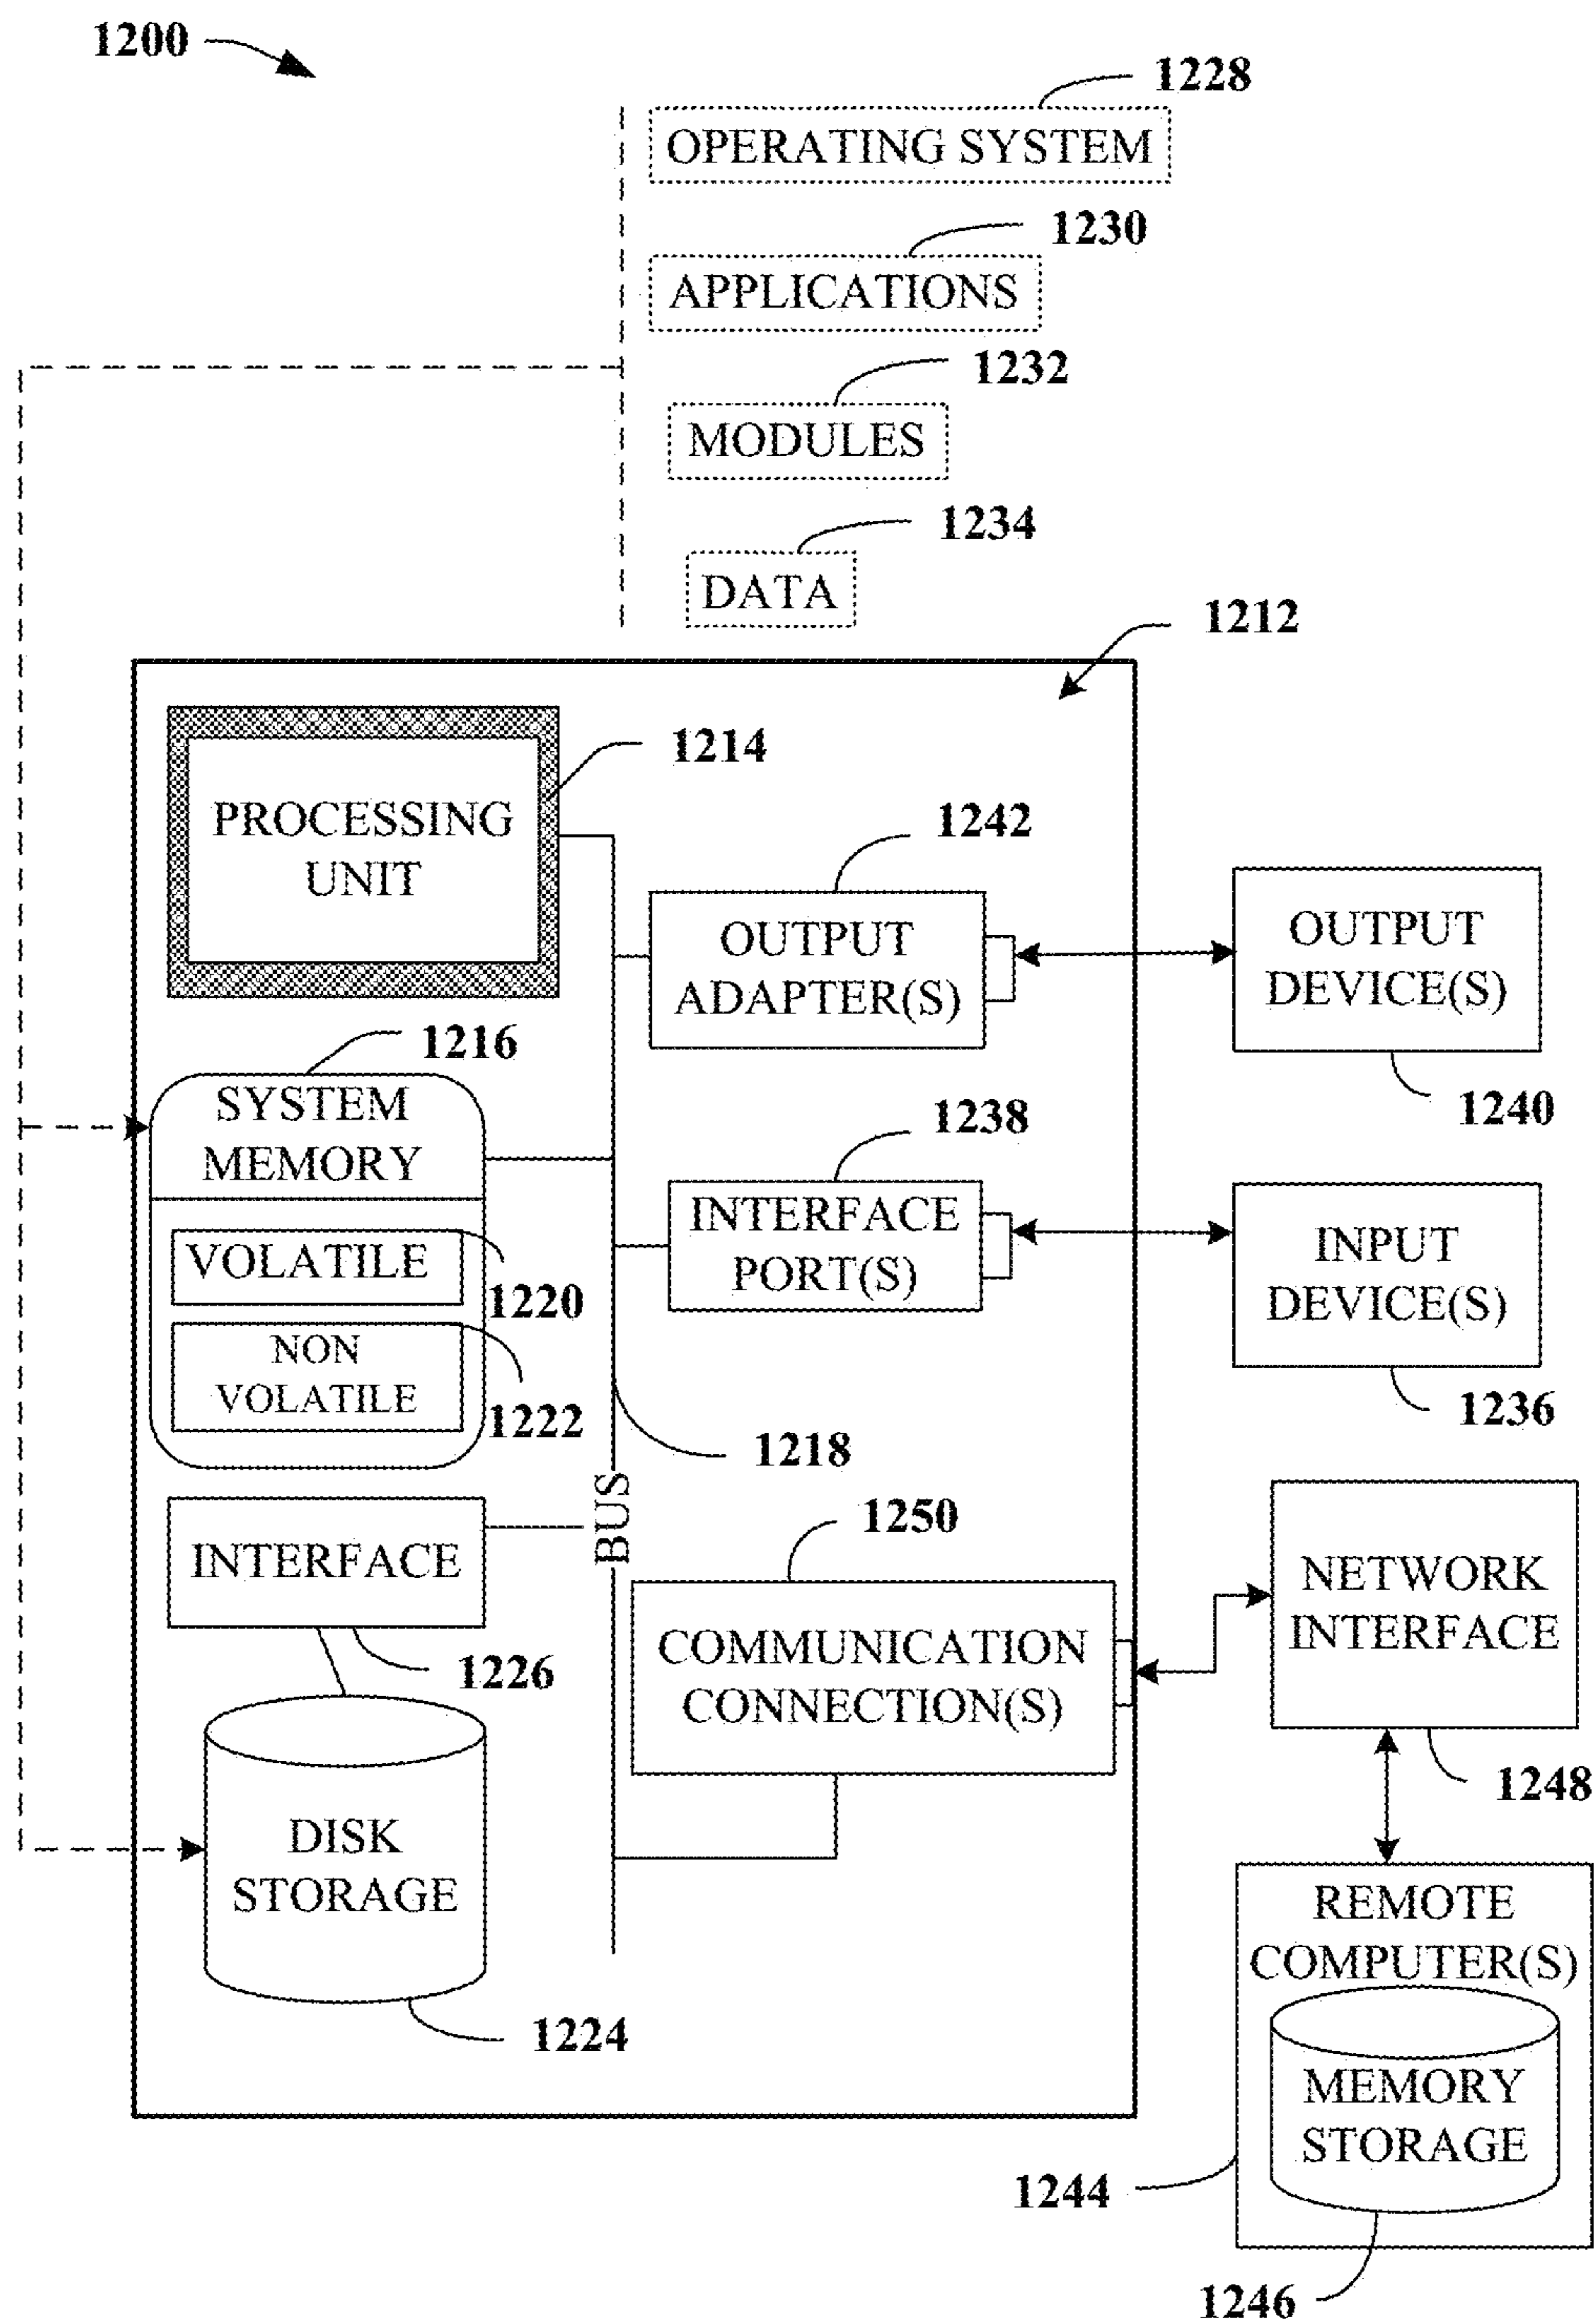 1200
1228
OPERATING SYSTEM
1230
APPLICATIONS
1232
MODULES
1234
DATA
1212
1214
PROCESSING
UNIT
1242
OUTPUT
ADAPTER(S)
OUTPUT
DEVICE(S)
1240
1216
SYSTEM
MEMORY
VOLATILE
1220
NON
VOLATILE
1222
1238
INTERFACE
PORT(S)
INPUT
DEVICE(S)
1236
1218
BUS
INTERFACE
1226
1250
COMMUNICATION
CONNECTION(S)
NETWORK
INTERFACE
1248
DISK
STORAGE
1224
REMOTE
COMPUTER(S)
MEMORY
STORAGE
1244
1246